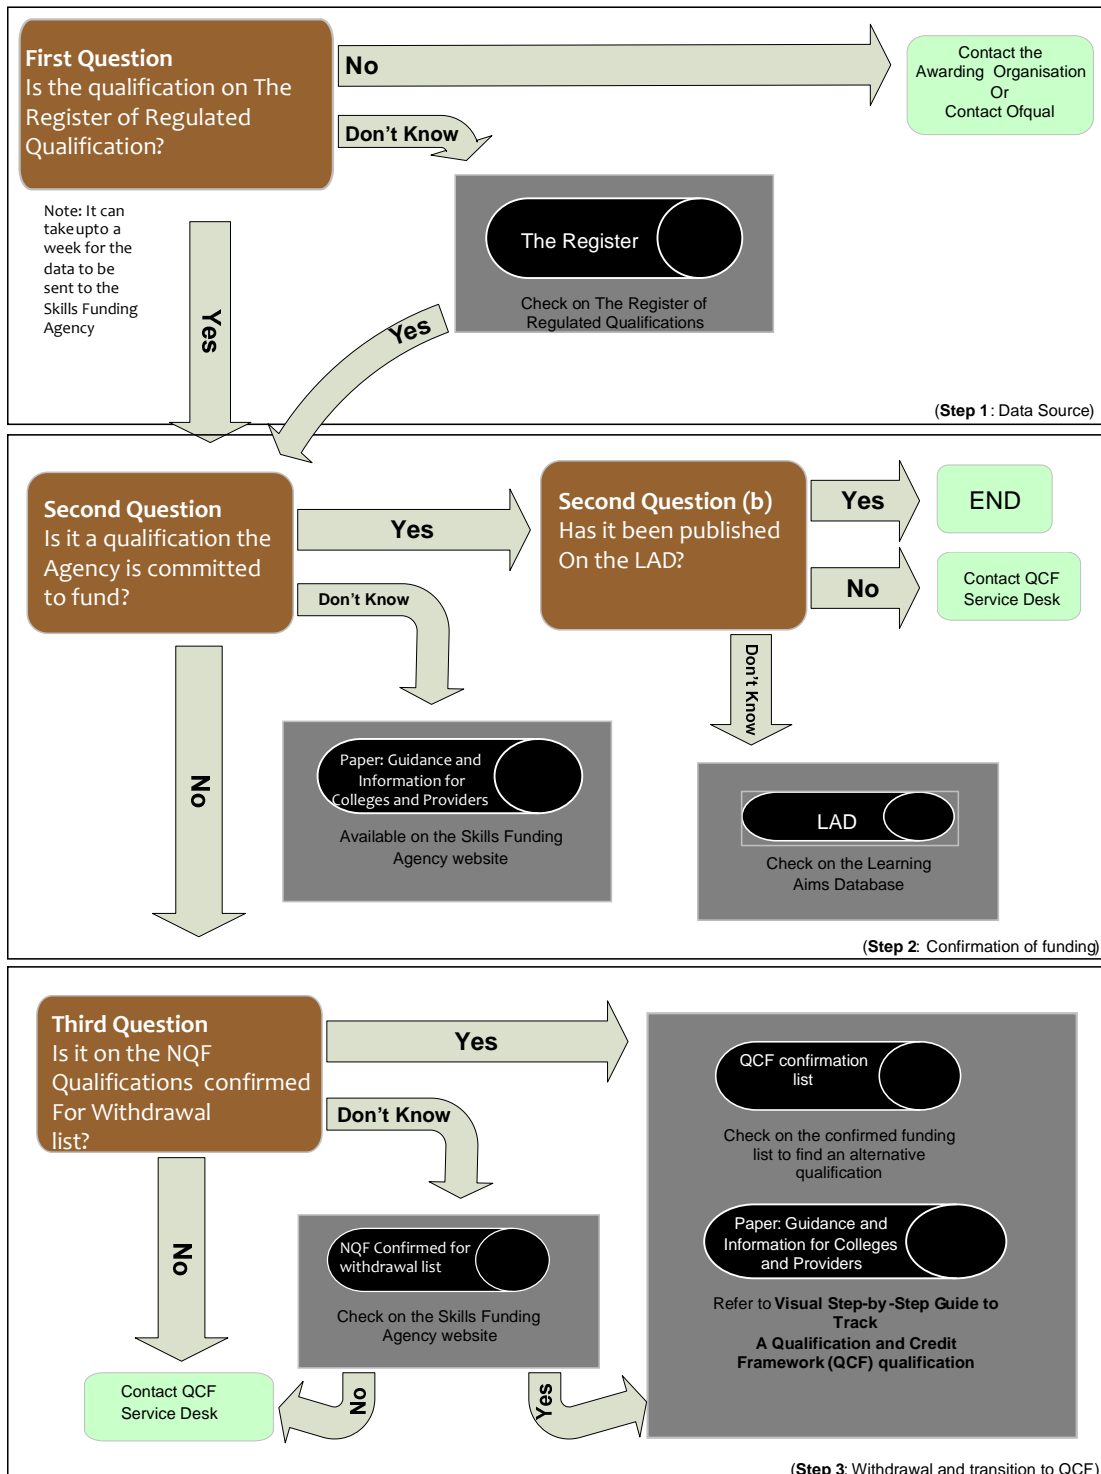 First Question
Is the qualification on The
Register of Regulated
Qualification?
No
Contact the
Awarding Organisation
Or
Contact Ofqual
Don't Know
Note: It can
takeupto a
week for the
data to be
sent to the
Skills Funding
Agency
The Register
Check on The Register of
Regulated Qualifications
Yes
Yes
(Step 1: Data Source)
Second Question
Is it a qualification the
Agency is committed
to fund?
Yes
Don't Know
Second Question (b)
Has it been published
On the LAD?
Yes
END
No
Contact QCF
Service Desk
Don't Know
No
Paper: Guidance and
Information for
Colleges and Providers
Available on the Skills Funding
Agency website
LAD
Check on the Learning
Aims Database
(Step 2: Confirmation of funding)
Third Question
Is it on the NQF
Qualifications confirmed
For Withdrawal
list?
Yes
Don't Know
No
NQF Confirmed for
withdrawal list
Check on the Skills Funding
Agency website
No
Yes
Contact QCF
Service Desk
QCF confirmation
list
Check on the confirmed funding
list to find an alternative
qualification
Paper: Guidance and
Information for Colleges
and Providers
Refer to Visual Step-by-Step Guide to
Track
A Qualification and Credit
Framework (QCF) qualification
(Step 3: Withdrawal and transition to QCF)